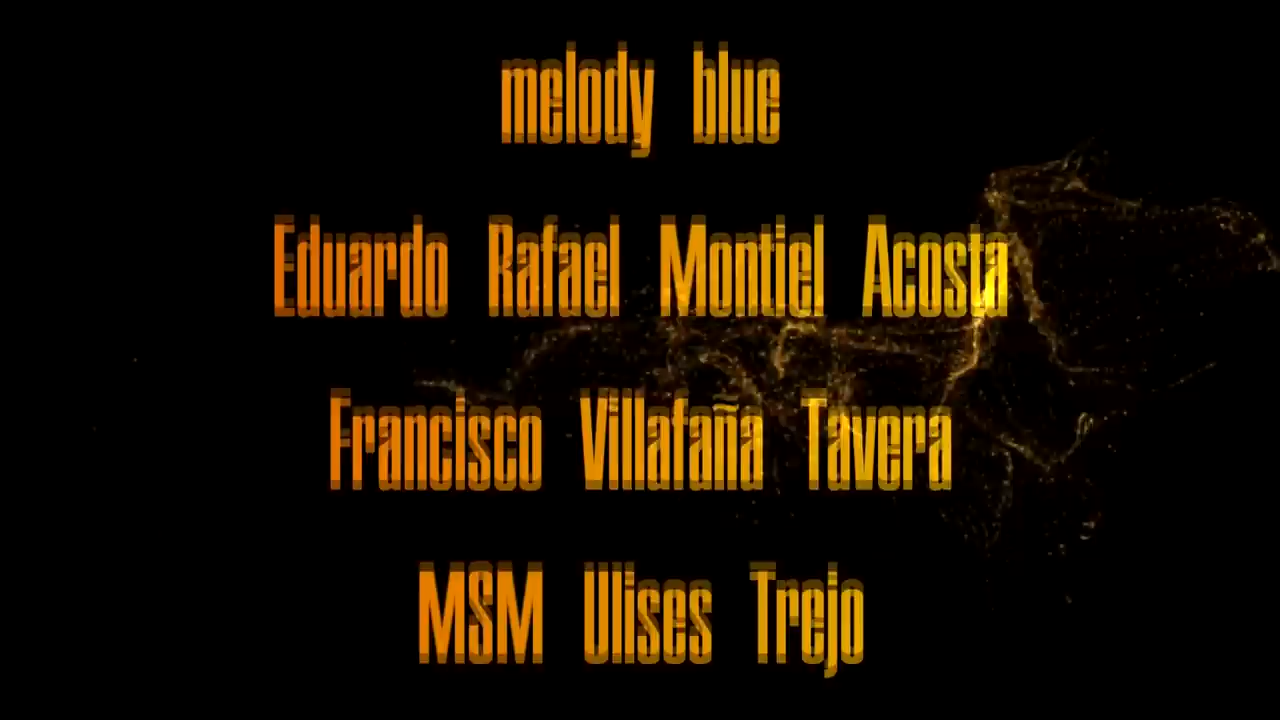 melody blue
Eduardo Rafael Montiel Acosta
Francisco Villafaña Tavera
MSM Ulises Trejo